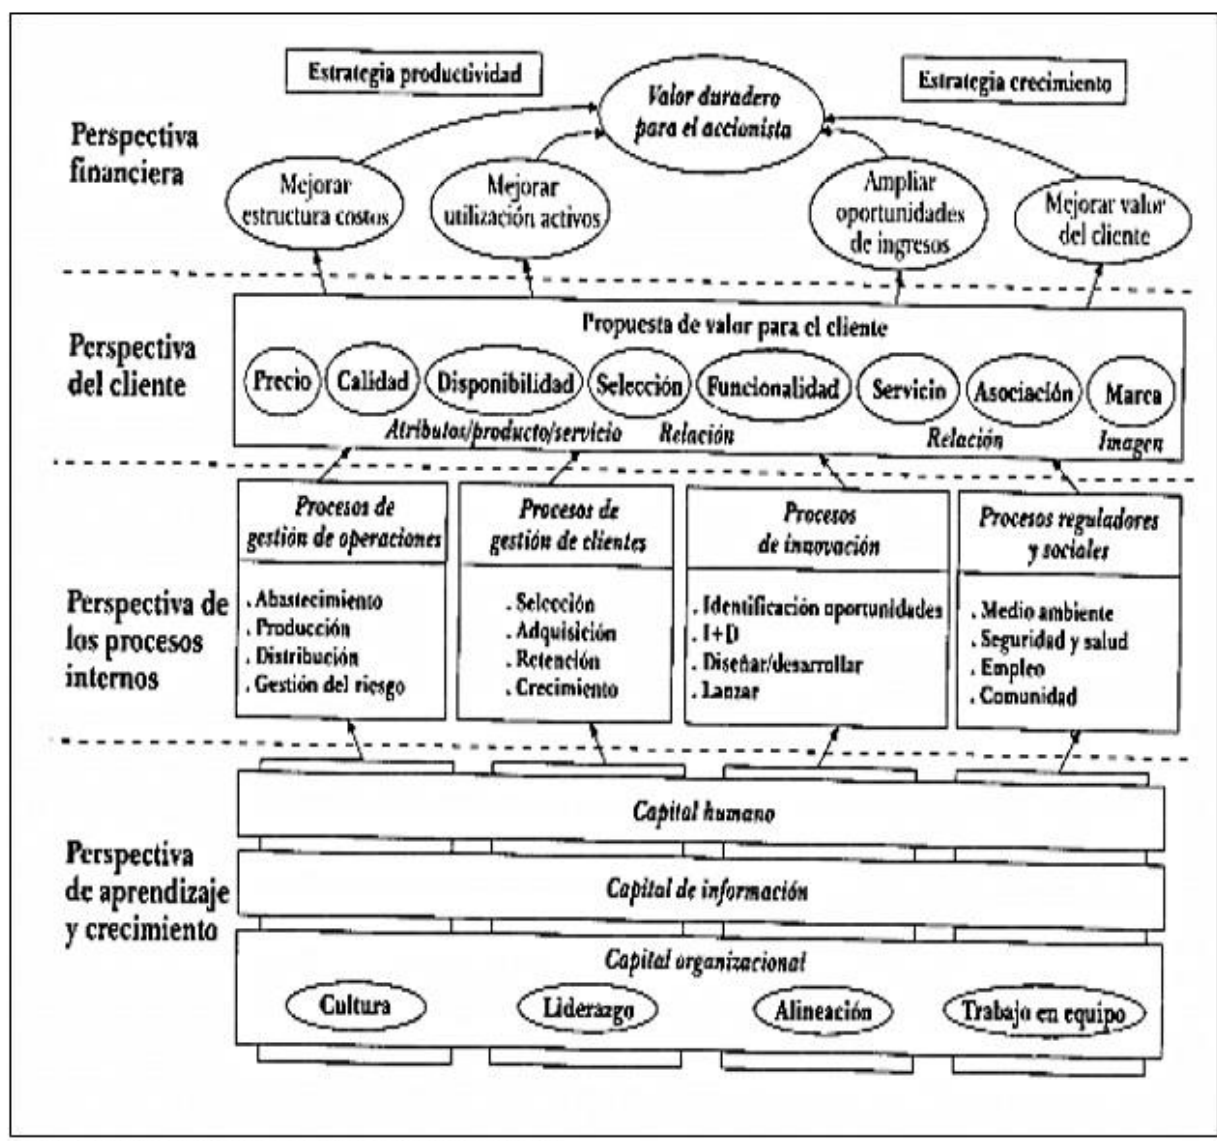 Estrategia productividad
Valor duradero
para el accionista
Estrategia crecimiento
Perspectiva
financiera
Mejorar
estructura costos
Mejorar
utilización activos
Ampliar
oportunidades
de ingresos
Mejorar valor
del cliente
Perspectiva
del cliente
Propuesta de valor para el cliente
Precio
Calidad
Disponibilidad
Selección
Funcionalidad
Servicio
Asociación
Marca
Atributos/producto/servicio
Relación
Relación
Imagen
Perspectiva de
los procesos
internos
Procesos de
gestión de operaciones
. Abastecimiento
. Producción
. Distribución
. Gestión del riesgo
Procesos de
gestión de clientes
. Selección
. Adquisición
. Retención
. Crecimiento
Procesos
de innovación
. Identificación oportunidades
. I+D
. Diseñar/desarrollar
. Lanzar
Procesos reguladores
y sociales
. Medio ambiente
. Seguridad y salud
. Empleo
. Comunidad
Perspectiva
de aprendizaje
y crecimiento
Capital humano
Capital de información
Capital organizacional
Cultura
Liderazgo
Alineación
Trabajo en equipo